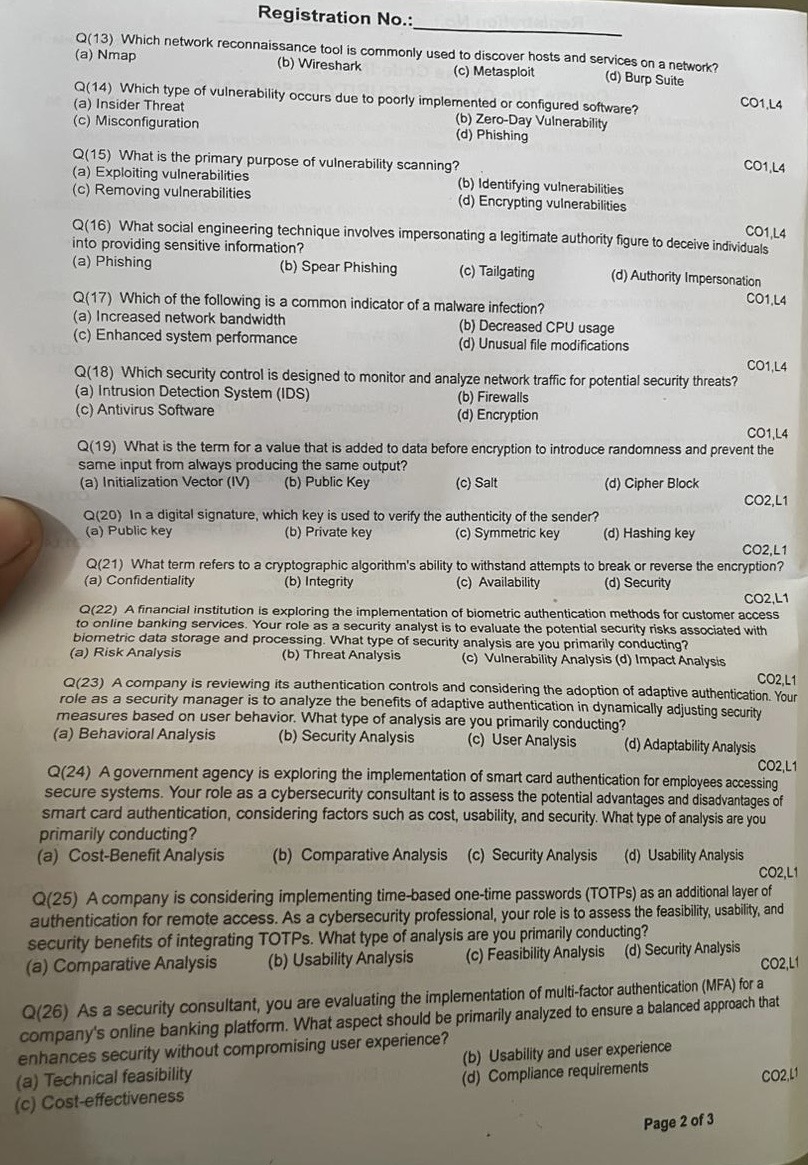 Registration No.:
Q(13) Which network reconnaissance tool is commonly used to discover hosts and services on a network?
(a) Nmap (b) Wireshark (c) Metasploit (d) Burp Suite
CO1,L4
Q(14) Which type of vulnerability occurs due to poorly implemented or configured software?
(a) Insider Threat (b) Zero-Day Vulnerability
(c) Misconfiguration (d) Phishing
CO1,L4
Q(15) What is the primary purpose of vulnerability scanning?
(a) Exploiting vulnerabilities (b) Identifying vulnerabilities
(c) Removing vulnerabilities (d) Encrypting vulnerabilities
CO1,L4
Q(16) What social engineering technique involves impersonating a legitimate authority figure to deceive individuals
into providing sensitive information?
(a) Phishing (b) Spear Phishing (c) Tailgating (d) Authority Impersonation
CO1,L4
Q(17) Which of the following is a common indicator of a malware infection?
(a) Increased network bandwidth (b) Decreased CPU usage
(c) Enhanced system performance (d) Unusual file modifications
CO1,L4
Q(18) Which security control is designed to monitor and analyze network traffic for potential security threats?
(a) Intrusion Detection System (IDS) (b) Firewalls
(c) Antivirus Software (d) Encryption
CO1,L4
Q(19) What is the term for a value that is added to data before encryption to introduce randomness and prevent the
same input from always producing the same output?
(a) Initialization Vector (IV) (b) Public Key (c) Salt (d) Cipher Block
CO2,L1
Q(20) In a digital signature, which key is used to verify the authenticity of the sender?
(a) Public key (b) Private key (c) Symmetric key (d) Hashing key
CO2,L1
Q(21) What term refers to a cryptographic algorithm's ability to withstand attempts to break or reverse the encryption?
(a) Confidentiality (b) Integrity (c) Availability (d) Security
CO2,L1
Q(22) A financial institution is exploring the implementation of biometric authentication methods for customer access
to online banking services. Your role as a security analyst is to evaluate the potential security risks associated with
biometric data storage and processing. What type of security analysis are you primarily conducting?
(a) Risk Analysis (b) Threat Analysis (c) Vulnerability Analysis (d) Impact Analysis
CO2,L1
Q(23) A company is reviewing its authentication controls and considering the adoption of adaptive authentication. Your
role as a security manager is to analyze the benefits of adaptive authentication in dynamically adjusting security
measures based on user behavior. What type of analysis are you primarily conducting?
(a) Behavioral Analysis (b) Security Analysis (c) User Analysis (d) Adaptability Analysis
CO2,L1
Q(24) A government agency is exploring the implementation of smart card authentication for employees accessing
secure systems. Your role as a cybersecurity consultant is to assess the potential advantages and disadvantages of
smart card authentication, considering factors such as cost, usability, and security. What type of analysis are you
primarily conducting?
(a) Cost-Benefit Analysis (b) Comparative Analysis (c) Security Analysis (d) Usability Analysis
CO2,L1
Q(25) A company is considering implementing time-based one-time passwords (TOTPs) as an additional layer of
authentication for remote access. As a cybersecurity professional, your role is to assess the feasibility, usability, and
security benefits of integrating TOTPs. What type of analysis are you primarily conducting?
(a) Comparative Analysis (b) Usability Analysis (c) Feasibility Analysis (d) Security Analysis
CO2,L1
Q(26) As a security consultant, you are evaluating the implementation of multi-factor authentication (MFA) for a
company's online banking platform. What aspect should be primarily analyzed to ensure a balanced approach that
enhances security without compromising user experience?
(a) Technical feasibility (b) Usability and user experience
(c) Cost-effectiveness (d) Compliance requirements
CO2,L1
Page 2 of 3